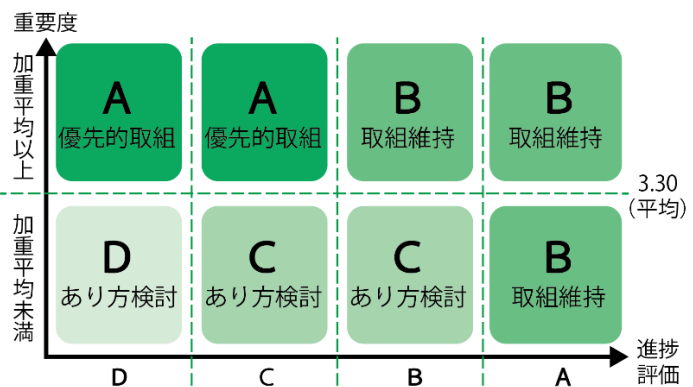 重要度
加重平均以上
A
優先的取組
A
優先的取組
B
取組維持
B
取組維持
3.30
(平均)
加重平均未満
D
あり方検討
C
あり方検討
C
あり方検討
B
取組維持
D
C
B
A
進捗
評価